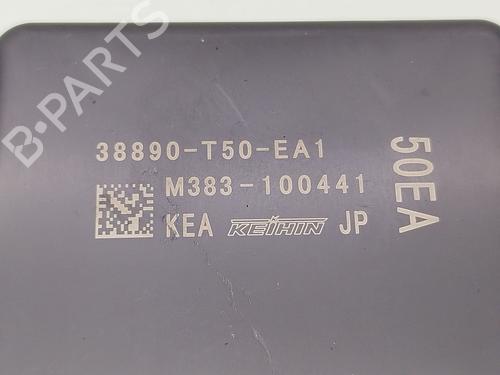 B-PARTS
38890-T50-EA1
M383-100441
KEA KEIHIN JP
50EA